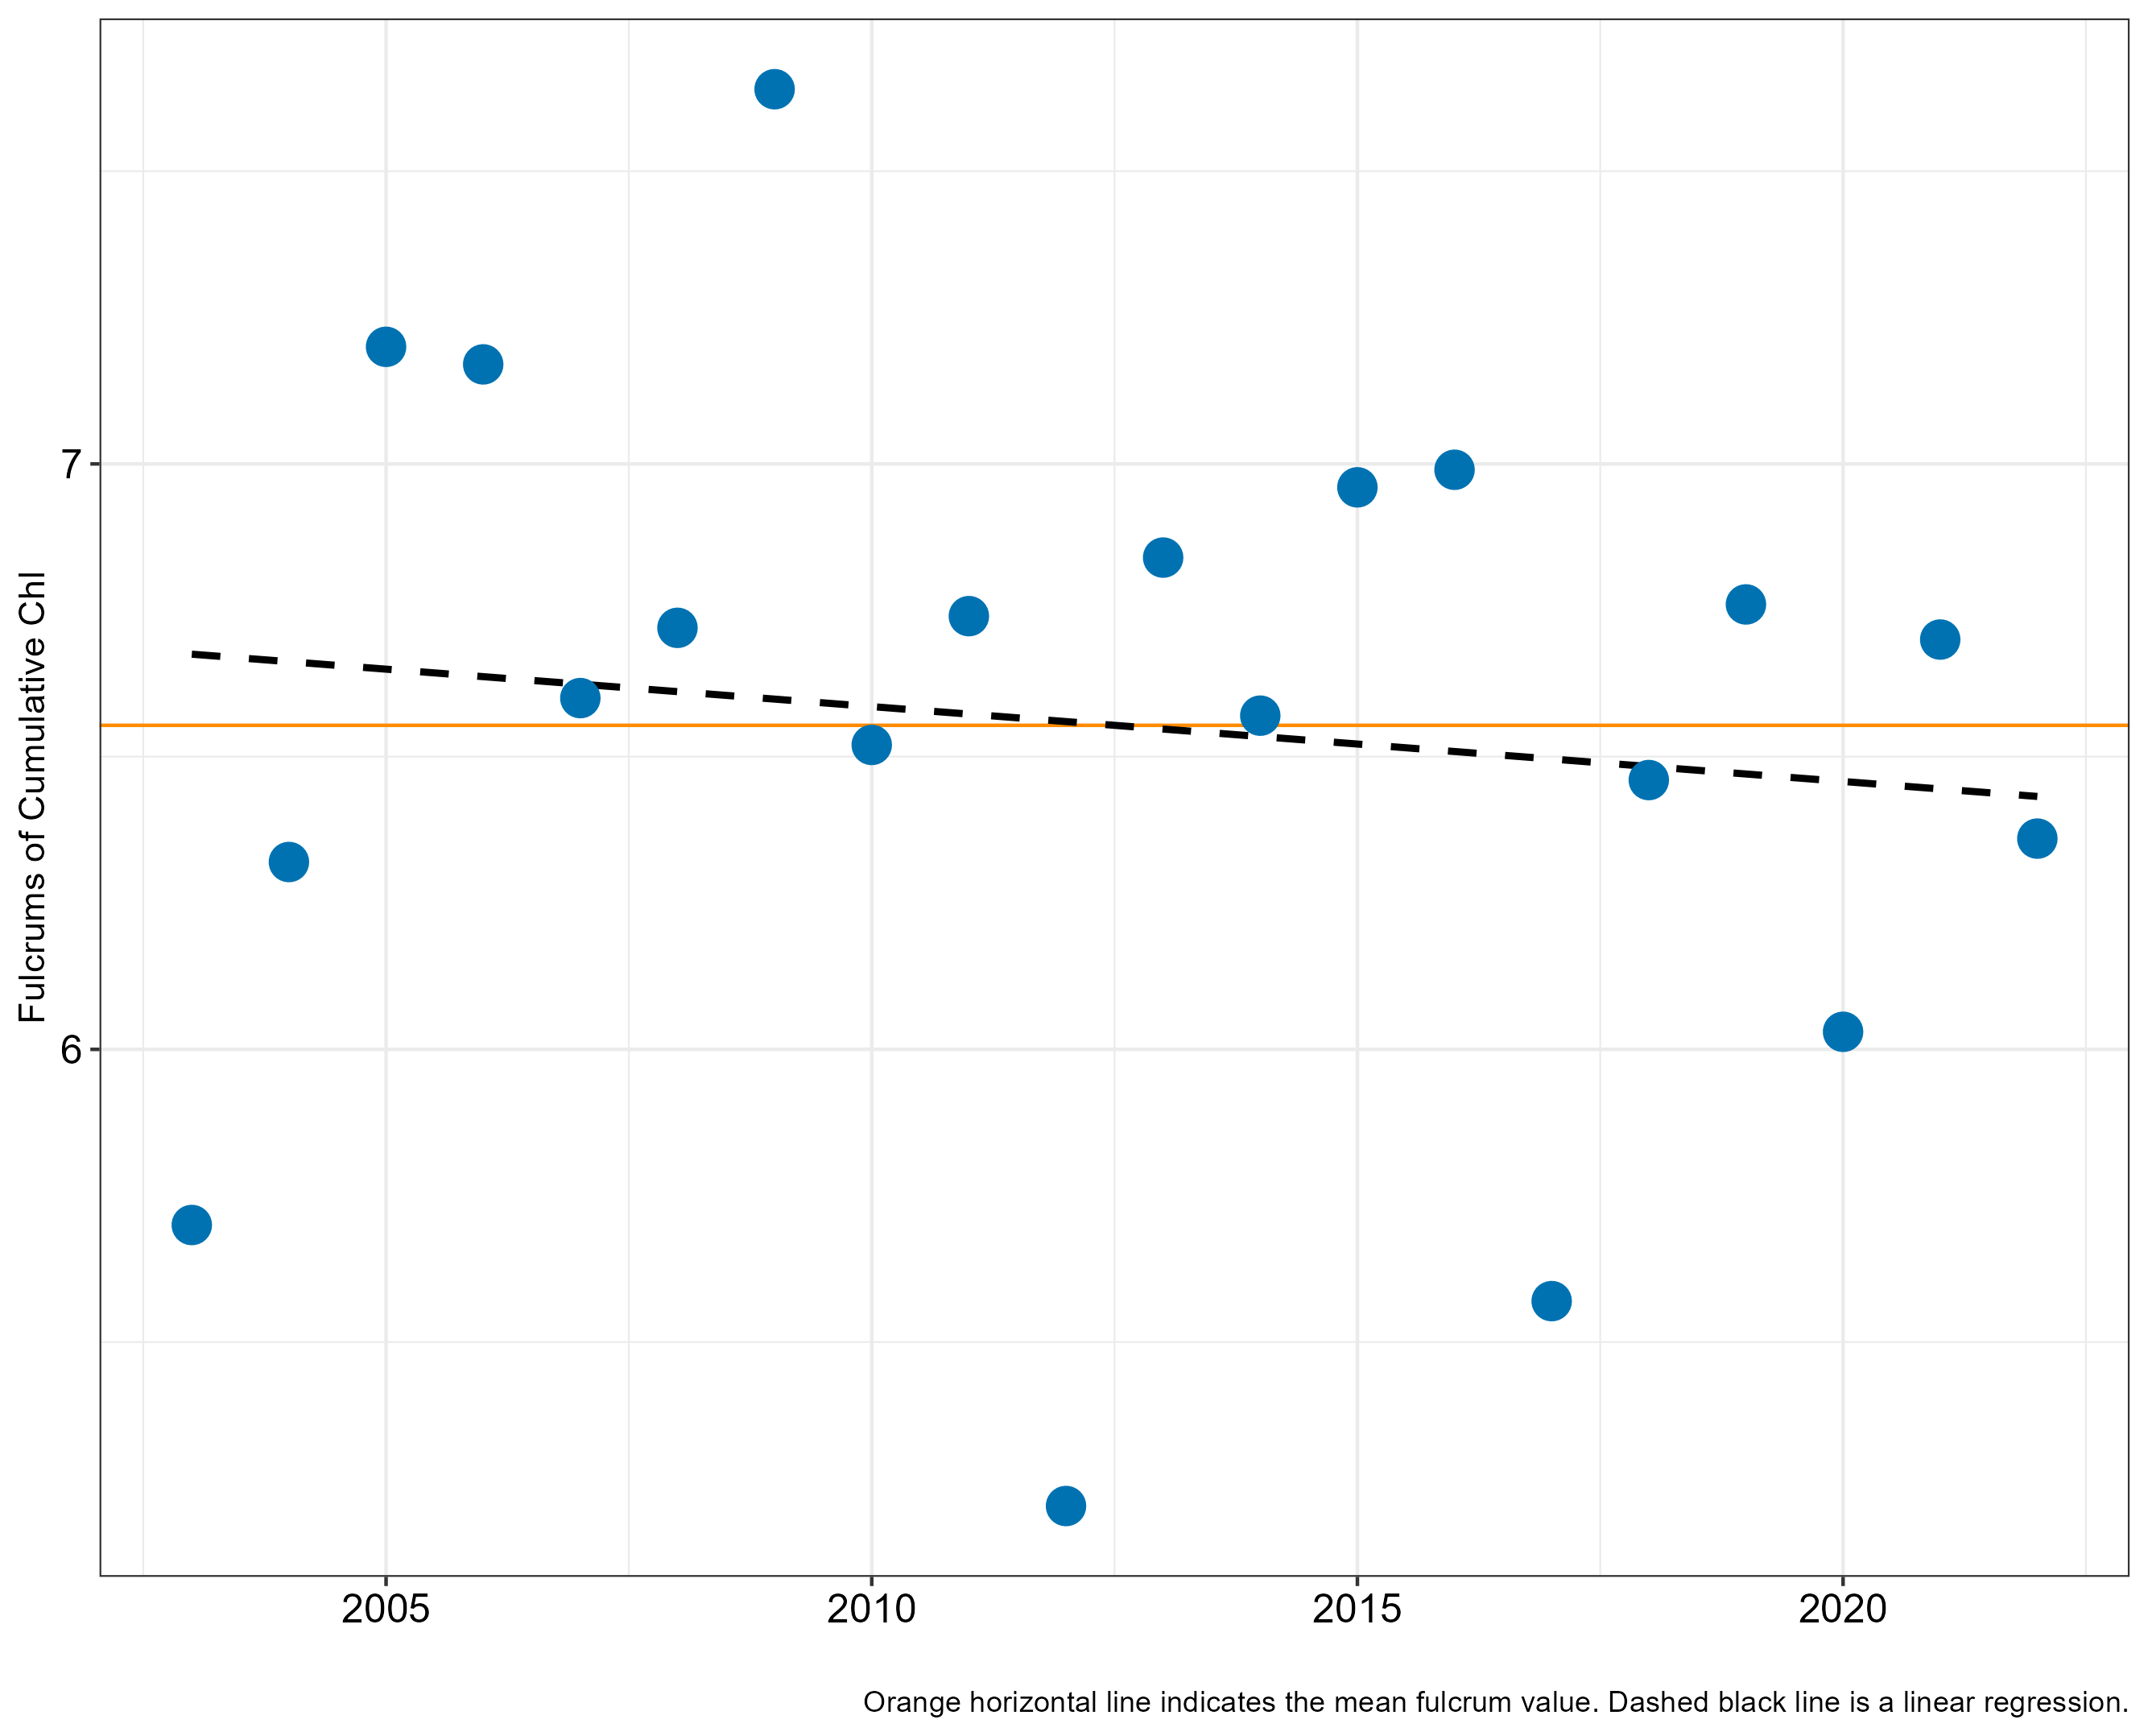 Fulcrums of Cumulative Chl
7
6
2005 2010 2015 2020
Orange horizontal line indicates the mean fulcrum value. Dashed black line is a linear regression.